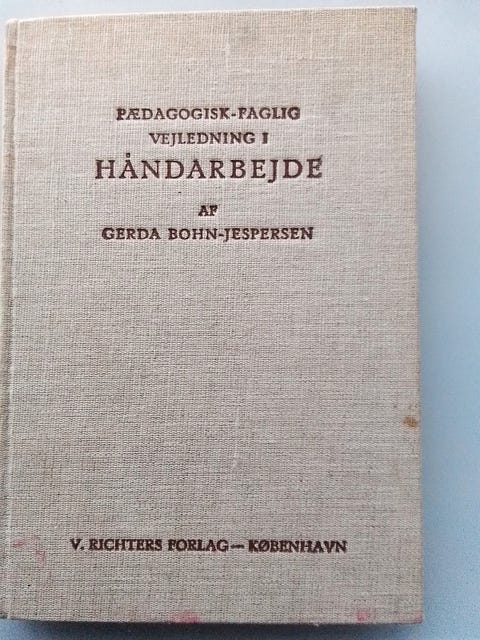 PÆDAGOGISK-FAGLIG
VEJLEDNING I
HÅNDARBEJDE
AF
GERDA BOHN-JESPERSEN
V. RICHTERS FORLAG — KØBENHAVN